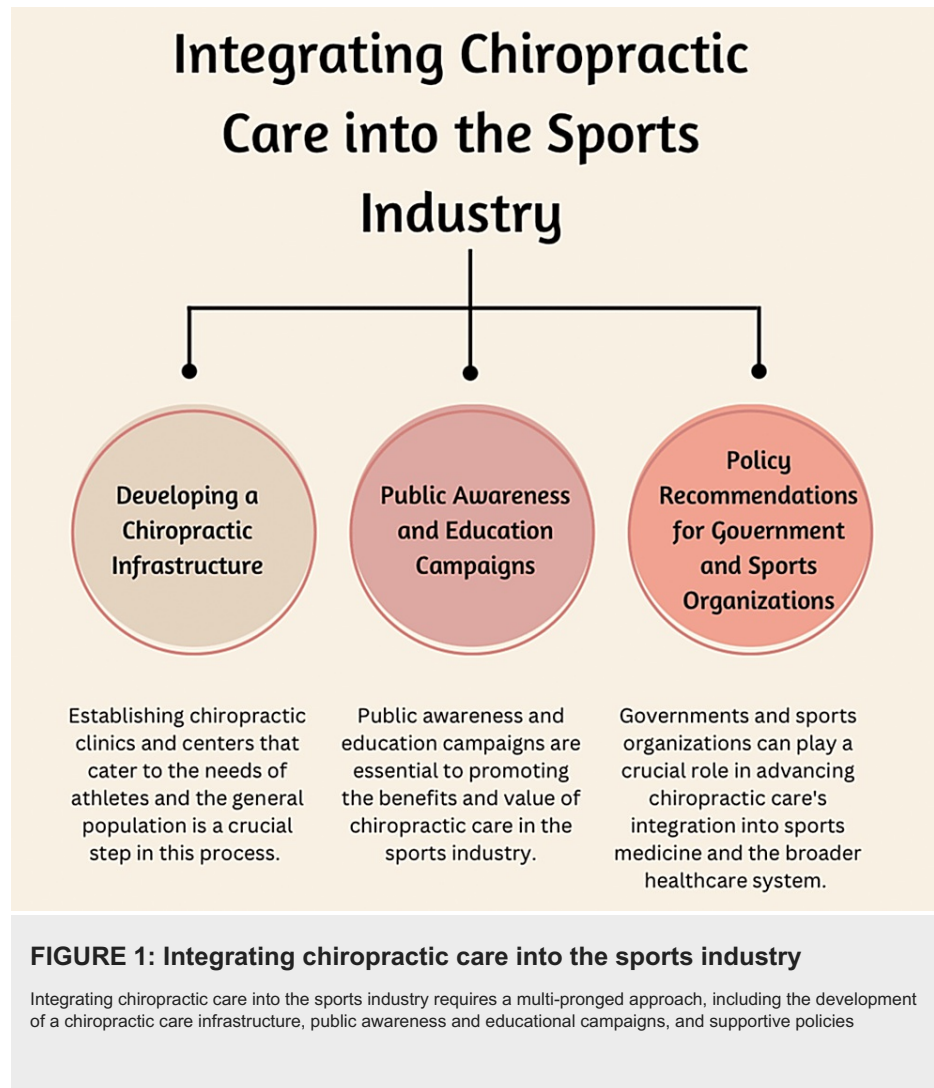 Integrating Chiropractic
Care into the Sports
Industry
Developing a
Chiropractic
Infrastructure
Public Awareness
and Education
Campaigns
Policy
Recommendations
for Government
and Sports
Organizations
Establishing chiropractic
clinics and centers that
cater to the needs of
athletes and the general
population is a crucial
step in this process.
Public awareness and
education campaigns are
essential to promoting
the benefits and value of
chiropractic care in the
sports industry.
Governments and sports
organizations can play a
crucial role in advancing
chiropractic care's
integration into sports
medicine and the broader
healthcare system.
FIGURE 1: Integrating chiropractic care into the sports industry
Integrating chiropractic care into the sports industry requires a multi-pronged approach, including the development
of a chiropractic care infrastructure, public awareness and educational campaigns, and supportive policies